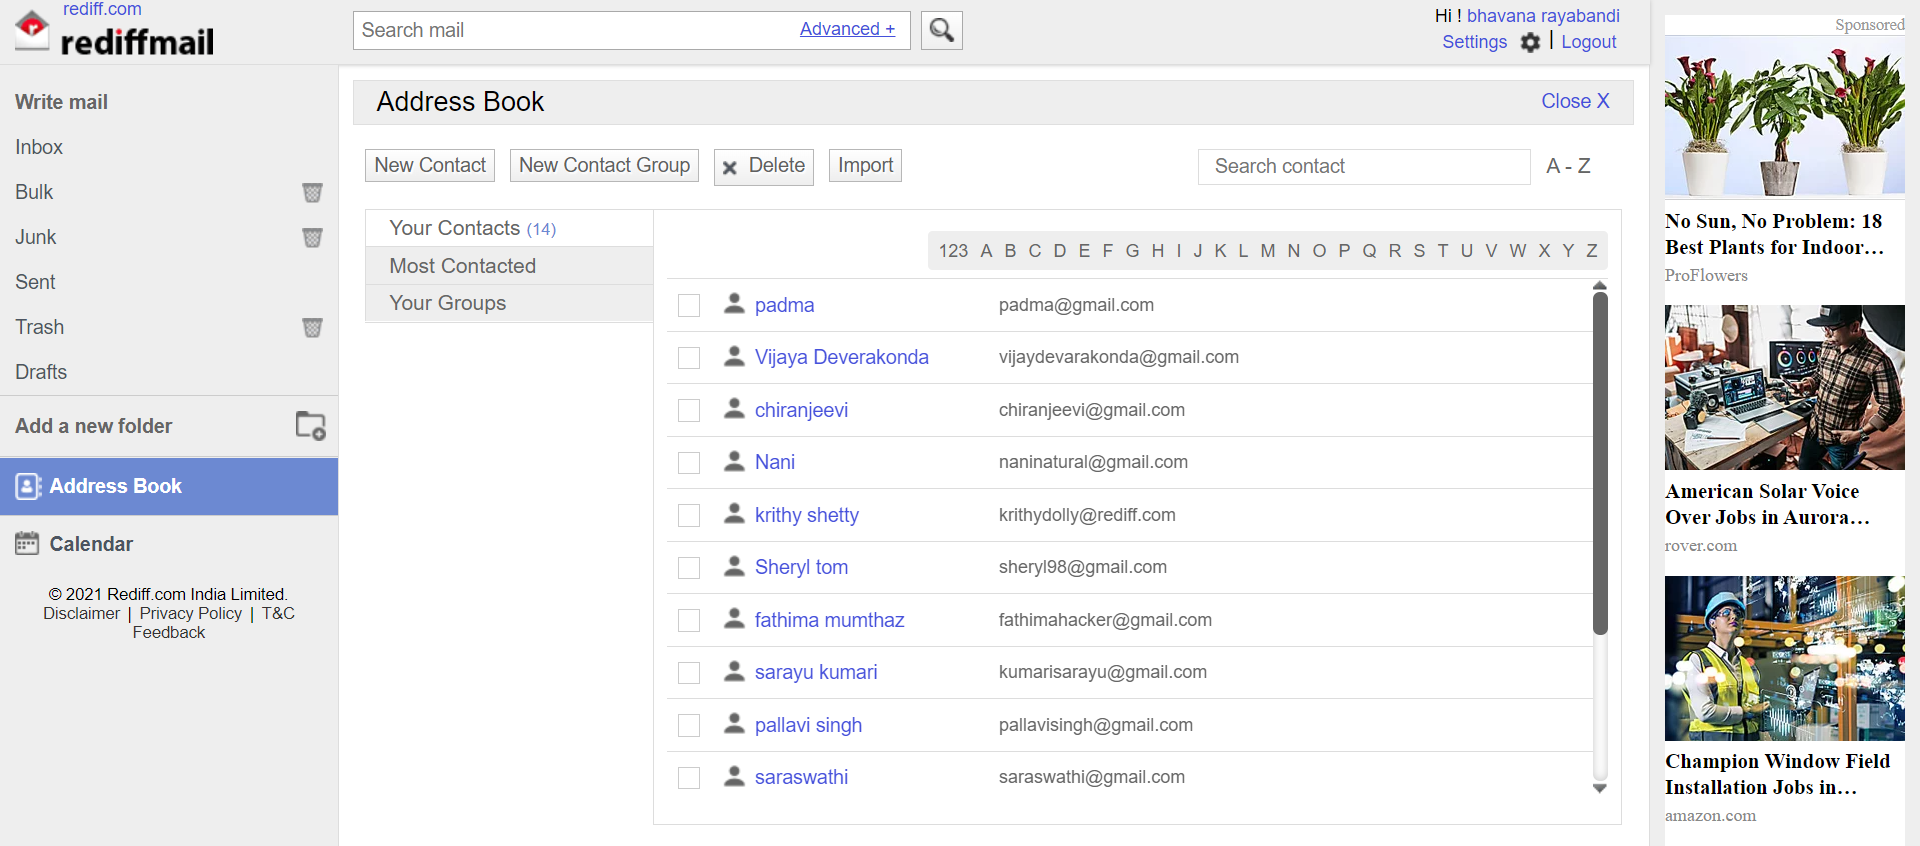 rediff.com
rediffmail
Search mail
Advanced +
Hi ! bhavana rayabandi
Settings | Logout
Write mail
Inbox
Bulk
Junk
Sent
Trash
Drafts
Add a new folder
Address Book
Calendar
© 2021 Rediff.com India Limited.
Disclaimer | Privacy Policy | T&C
Feedback
Address Book
Close X
New Contact
New Contact Group
Delete
Import
Search contact
A - Z
Your Contacts (14)
Most Contacted
Your Groups
123 A B C D E F G H I J K L M N O P Q R S T U V W X Y Z
padma padma@gmail.com
Vijaya Deverakonda vijaydevarakonda@gmail.com
chiranjeevi chiranjeevi@gmail.com
Nani naninatural@gmail.com
krithy shetty krithydolly@rediff.com
Sheryl tom sheryl98@gmail.com
fathima mumthaz fathimahacker@gmail.com
sarayu kumari kumarisarayu@gmail.com
pallavi singh pallavisingh@gmail.com
saraswathi saraswathi@gmail.com
Sponsored
No Sun, No Problem: 18
Best Plants for Indoor…
ProFlowers
American Solar Voice
Over Jobs in Aurora…
rover.com
Champion Window Field
Installation Jobs in…
amazon.com